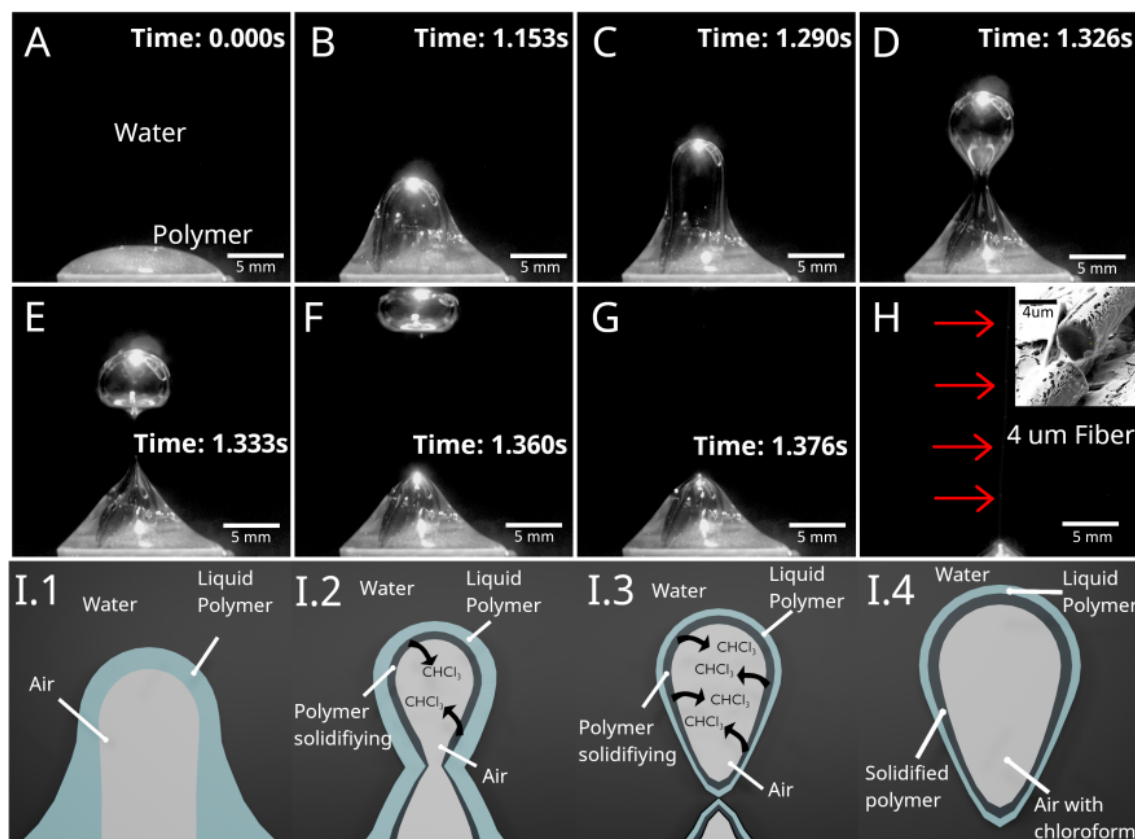 A
Time: 0.000s
Water
Polymer
5 mm
B
Time: 1.153s
5 mm
C
Time: 1.290s
5 mm
D
Time: 1.326s
5 mm
E
Time: 1.333s
5 mm
F
Time: 1.360s
5 mm
G
Time: 1.376s
5 mm
H
4um
4 um Fiber
5 mm
I.1
Water
Liquid
Polymer
Air
I.2
Water
Liquid
Polymer
CHCl3
CHCl3
Polymer
solidifiying
Air
I.3
Water
Liquid
Polymer
CHCl3
CHCl3
CHCl3
CHCl3
Polymer
solidifiying
Air
I.4
Water
Liquid
Polymer
Solidified
polymer
Air with
chloroform